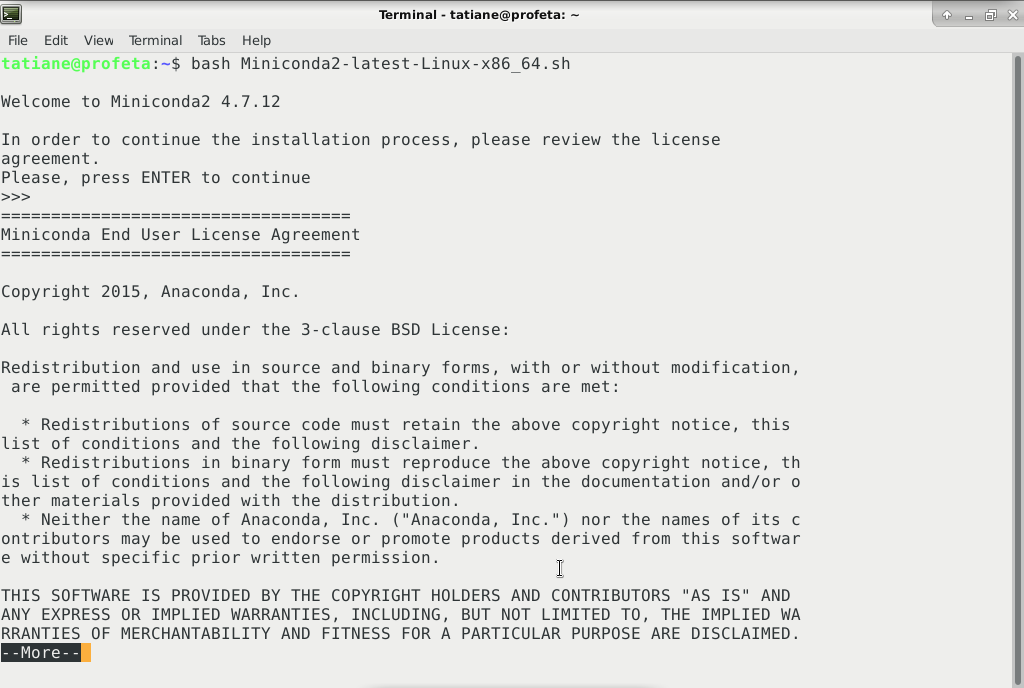 Terminal - tatiane@profeta: ~
File Edit View Terminal Tabs Help
tatiane@profeta:~$ bash Miniconda2-latest-Linux-x86_64.sh
Welcome to Miniconda2 4.7.12
In order to continue the installation process, please review the license
agreement.
Please, press ENTER to continue
>>>
===================================
Miniconda End User License Agreement
===================================
Copyright 2015, Anaconda, Inc.
All rights reserved under the 3-clause BSD License:
Redistribution and use in source and binary forms, with or without modification,
 are permitted provided that the following conditions are met:
  * Redistributions of source code must retain the above copyright notice, this
list of conditions and the following disclaimer.
  * Redistributions in binary form must reproduce the above copyright notice, th
is list of conditions and the following disclaimer in the documentation and/or o
ther materials provided with the distribution.
  * Neither the name of Anaconda, Inc. ("Anaconda, Inc.") nor the names of its c
ontributors may be used to endorse or promote products derived from this softwar
e without specific prior written permission.
THIS SOFTWARE IS PROVIDED BY THE COPYRIGHT HOLDERS AND CONTRIBUTORS "AS IS" AND
ANY EXPRESS OR IMPLIED WARRANTIES, INCLUDING, BUT NOT LIMITED TO, THE IMPLIED WA
RRANTIES OF MERCHANTABILITY AND FITNESS FOR A PARTICULAR PURPOSE ARE DISCLAIMED.
--More--